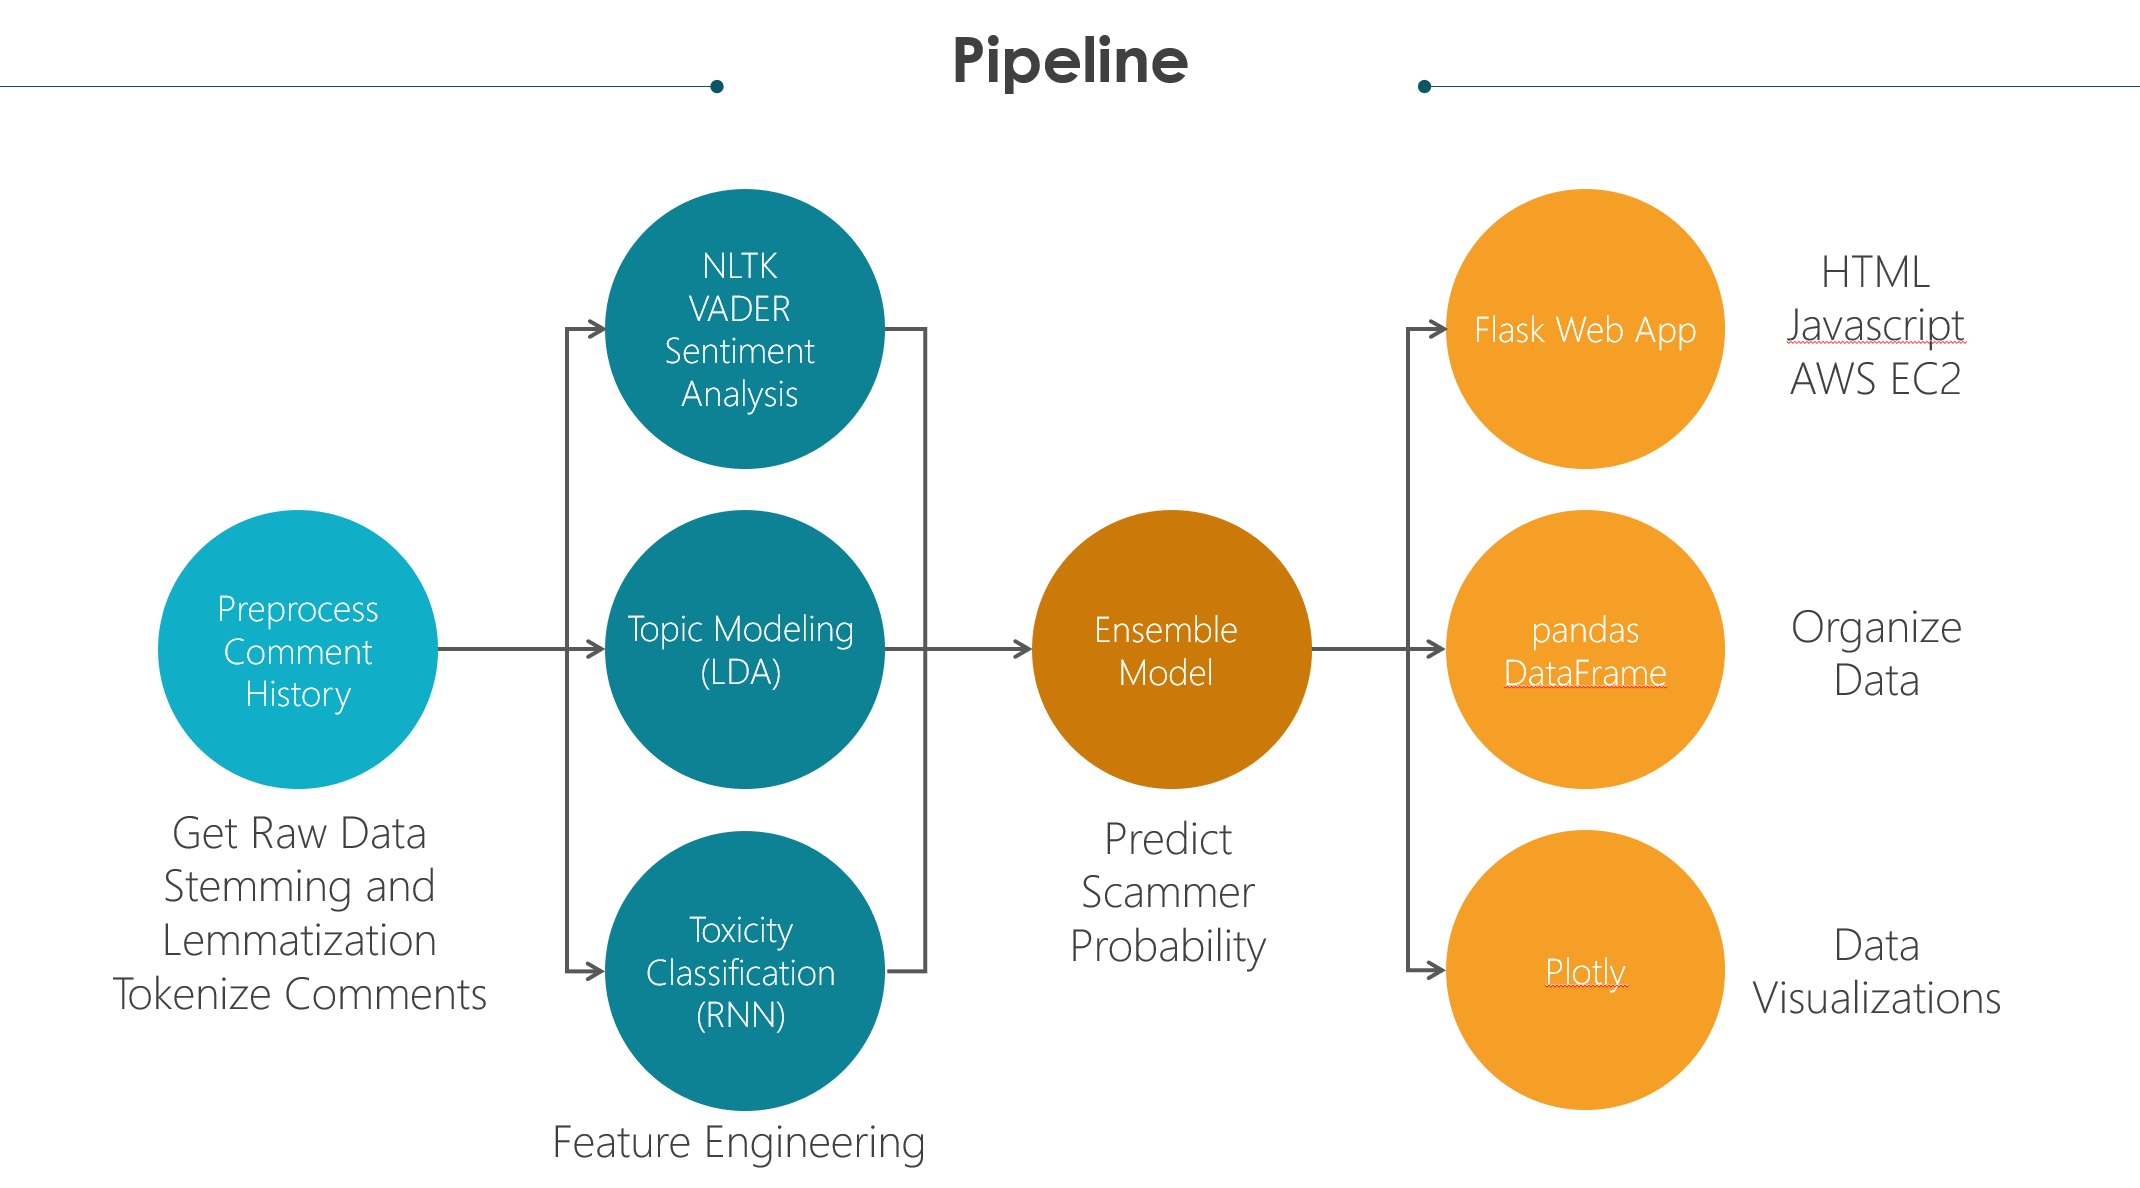 Pipeline
Preprocess
Comment
History
Get Raw Data
Stemming and
Lemmatization
Tokenize Comments
NLTK
VADER
Sentiment
Analysis
Topic Modeling
(LDA)
Toxicity
Classification
(RNN)
Feature Engineering
Ensemble
Model
Predict
Scammer
Probability
Flask Web App
HTML
Javascript
AWS EC2
pandas
DataFrame
Organize
Data
Plotly
Data
Visualizations